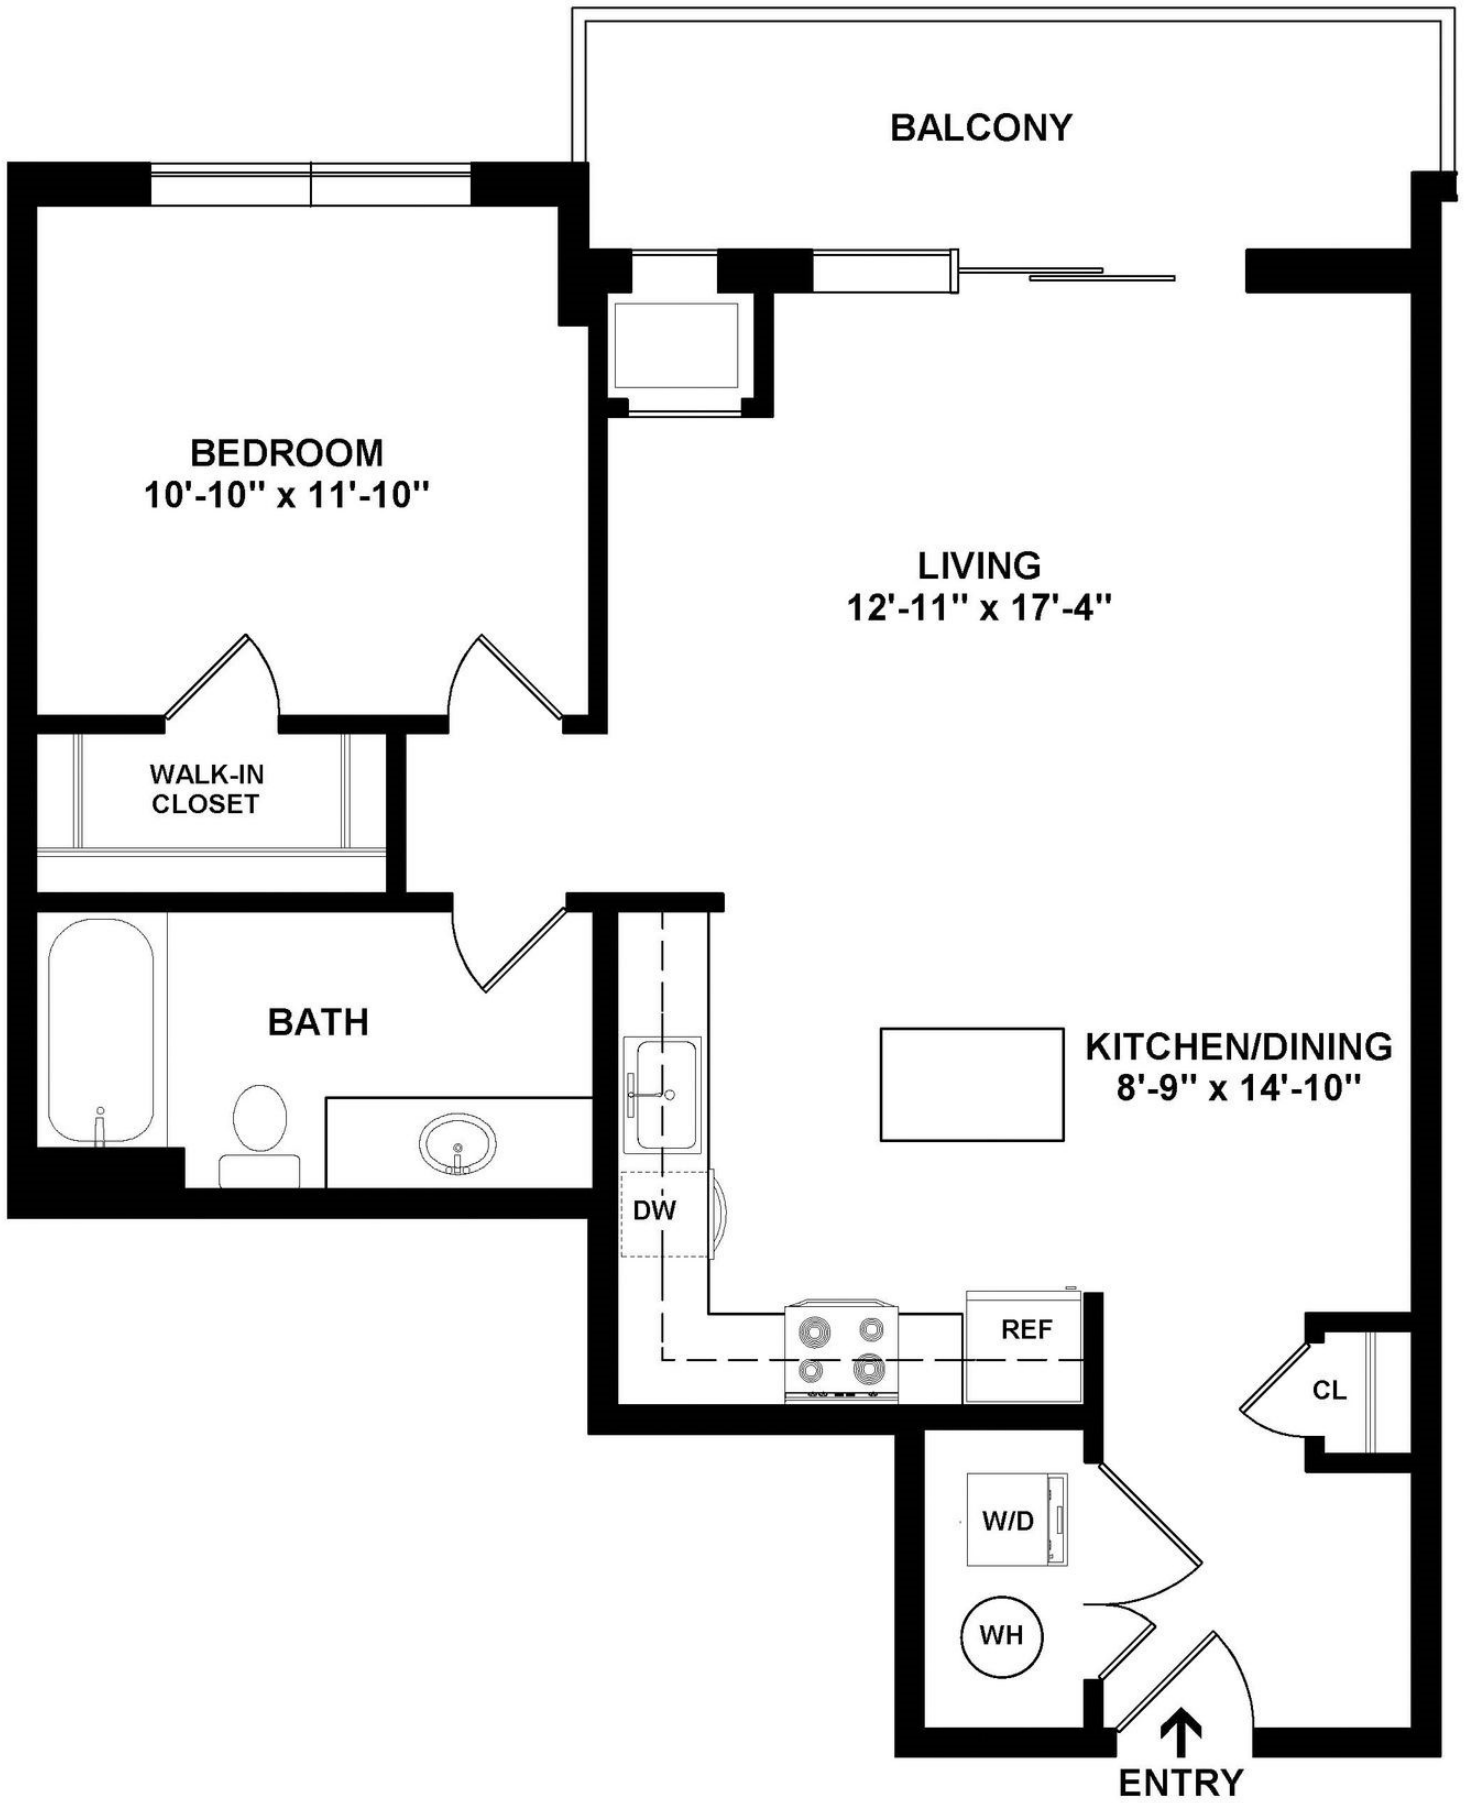 BALCONY
BEDROOM
10'-10" x 11'-10"
LIVING
12'-11" x 17'-4"
WALK-IN
CLOSET
BATH
KITCHEN/DINING
8'-9" x 14'-10"
DW
REF
CL
W/D
WH
ENTRY